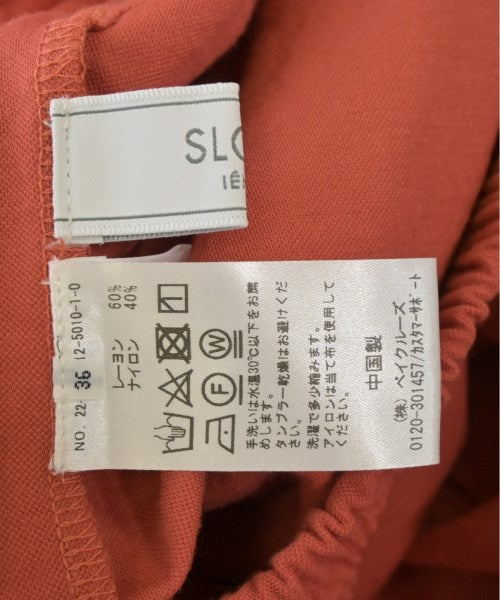 SLO
NO. 22- 12-5010-1-0
36
レーヨン 60%
ナイロン 40%
手洗いは水温30℃以下をお薦
めします。
タンブラー乾燥はお避けくだ
さい。
洗濯で多少縮みます。
アイロンは当て布を使用して
ください。
中国製
(株) ベイクルーズ
0120-301457/カスタマーサポート